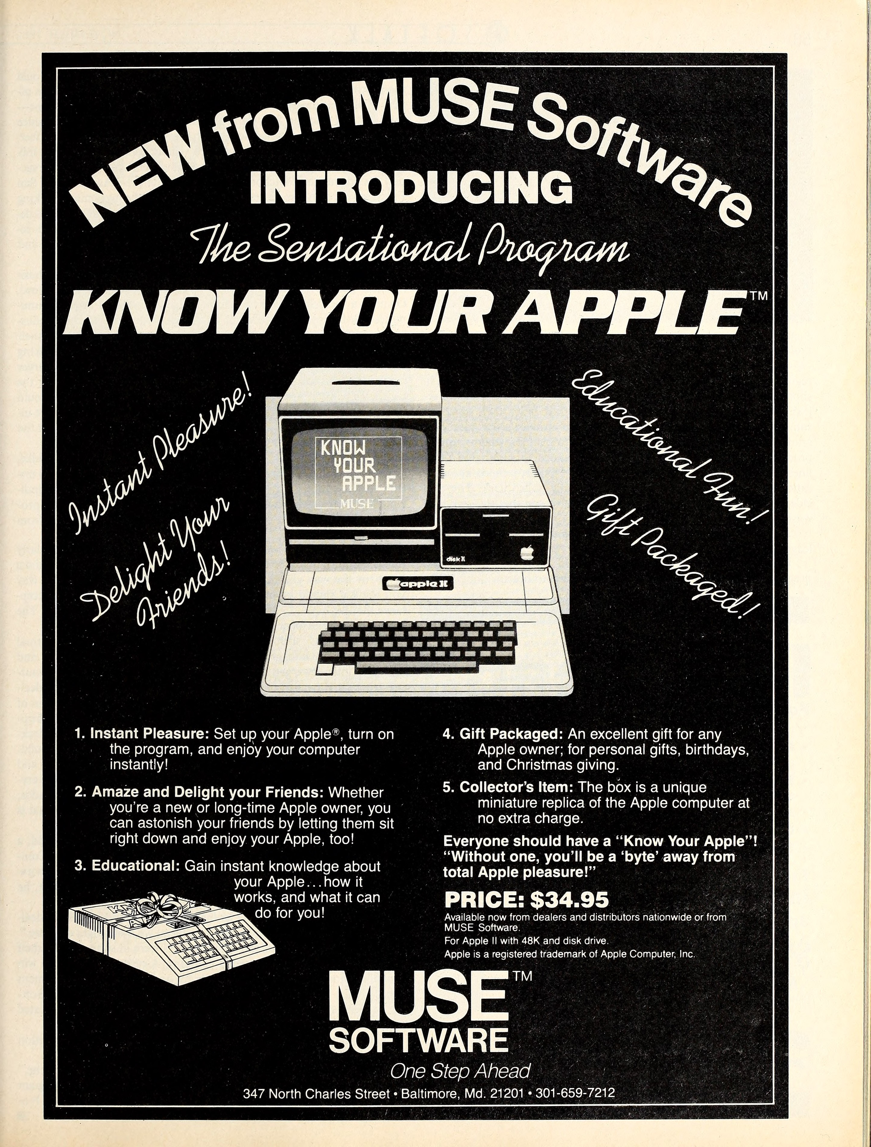 NEW from MUSE Software
INTRODUCING
The Sensational Program
KNOW YOUR APPLE™
Instant Pleasure!
Delight Your
Friends!
Educational Fun!
Gift Packaged!
KNOW
YOUR
APPLE
MUSE
disk ][
apple ][
1. Instant Pleasure: Set up your Apple®, turn on
the program, and enjoy your computer
instantly!
2. Amaze and Delight your Friends: Whether
you're a new or long-time Apple owner, you
can astonish your friends by letting them sit
right down and enjoy your Apple, too!
3. Educational: Gain instant knowledge about
your Apple...how it
works, and what it can
do for you!
4. Gift Packaged: An excellent gift for any
Apple owner; for personal gifts, birthdays,
and Christmas giving.
5. Collector's Item: The box is a unique
miniature replica of the Apple computer at
no extra charge.
Everyone should have a "Know Your Apple"!
"Without one, you'll be a 'byte' away from
total Apple pleasure!"
PRICE: $34.95
Available now from dealers and distributors nationwide or from
MUSE Software.
For Apple II with 48K and disk drive.
Apple is a registered trademark of Apple Computer, Inc.
MUSE™
SOFTWARE
One Step Ahead
347 North Charles Street • Baltimore, Md. 21201 • 301-659-7212